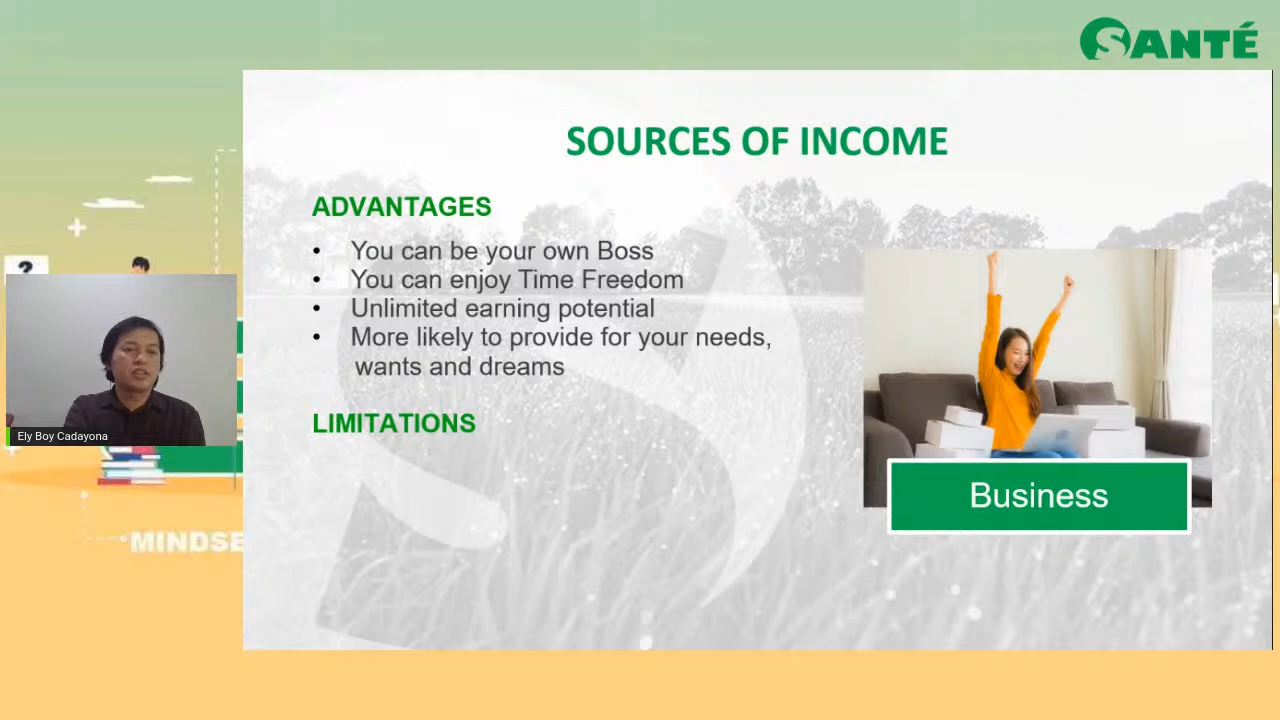 SANTÉ
SOURCES OF INCOME
ADVANTAGES
• You can be your own Boss
• You can enjoy Time Freedom
• Unlimited earning potential
• More likely to provide for your needs,
wants and dreams
LIMITATIONS
Business
?
Ely Boy Cadayona
MINDSE